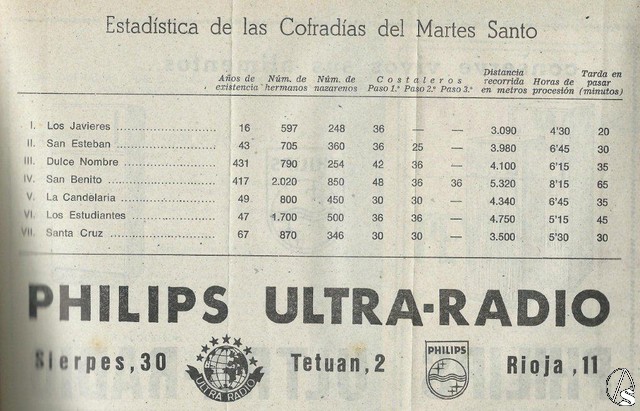 Estadística de las Cofradías del Martes Santo
Años de existencia Núm. de hermanos Núm. de nazarenos Costaleros Paso 1.º Paso 2.º Paso 3.º Distancia recorrida en metros Horas de procesión Tarda en pasar (minutos)
I. Los Javieres 16 597 248 36 — — 3.090 4'30 20
II. San Esteban 43 705 360 36 25 — 3.980 6'45 30
III. Dulce Nombre 431 790 254 42 36 — 4.100 6'15 35
IV. San Benito 417 2.020 850 48 36 36 5.320 8'15 65
V. La Candelaria 49 800 450 30 30 — 4.340 6'45 35
VI. Los Estudiantes 47 1.700 500 36 36 — 4.750 5'15 45
VII. Santa Cruz 67 870 346 30 30 — 3.500 5'30 30
PHILIPS ULTRA-RADIO
Sierpes, 30 ULTRA RADIO Tetuan, 2 PHILIPS Rioja, 11